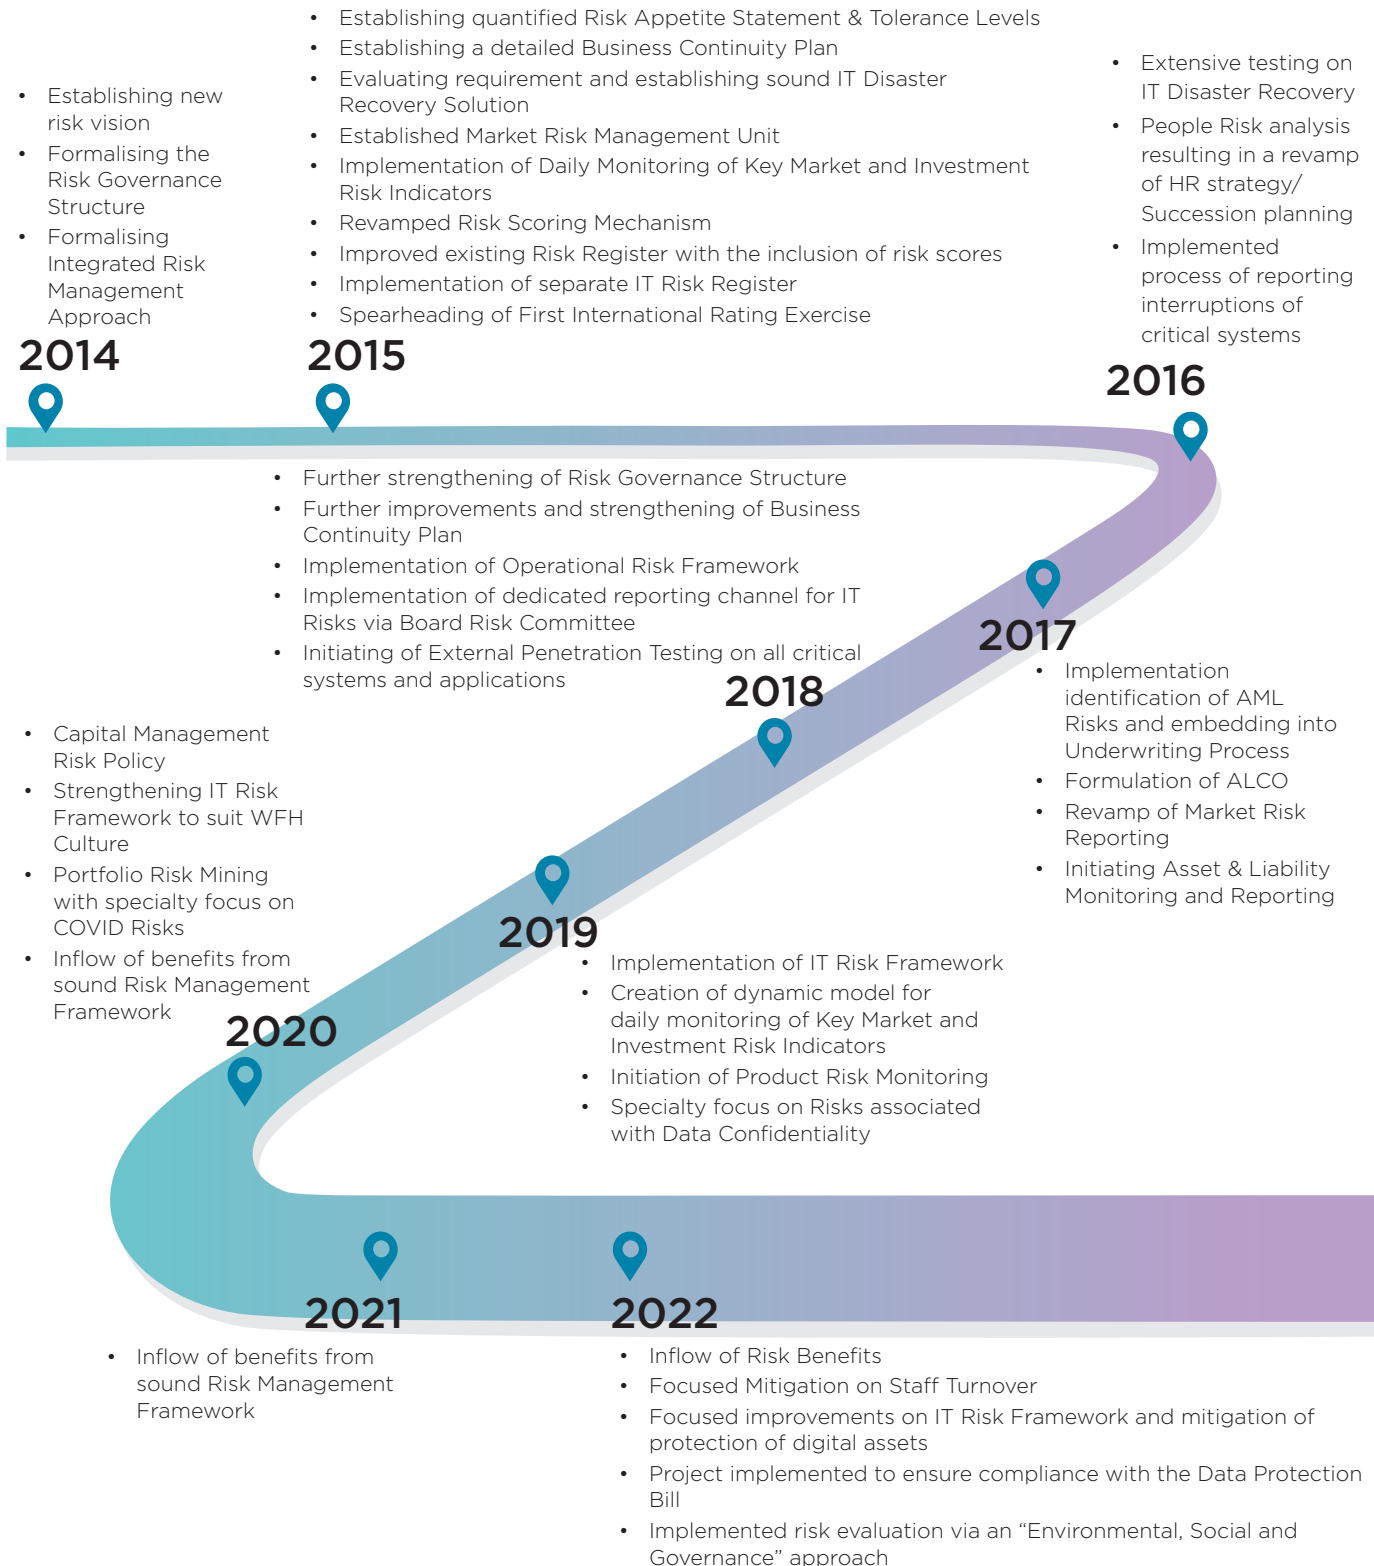 • Establishing new
risk vision
• Formalising the
Risk Governance
Structure
• Formalising
Integrated Risk
Management
Approach
2014
• Establishing quantified Risk Appetite Statement & Tolerance Levels
• Establishing a detailed Business Continuity Plan
• Evaluating requirement and establishing sound IT Disaster
Recovery Solution
• Established Market Risk Management Unit
• Implementation of Daily Monitoring of Key Market and Investment
Risk Indicators
• Revamped Risk Scoring Mechanism
• Improved existing Risk Register with the inclusion of risk scores
• Implementation of separate IT Risk Register
• Spearheading of First International Rating Exercise
2015
• Extensive testing on
IT Disaster Recovery
• People Risk analysis
resulting in a revamp
of HR strategy/
Succession planning
• Implemented
process of reporting
interruptions of
critical systems
2016
2017
• Implementation
identification of AML
Risks and embedding into
Underwriting Process
• Formulation of ALCO
• Revamp of Market Risk
Reporting
• Initiating Asset & Liability
Monitoring and Reporting
• Further strengthening of Risk Governance Structure
• Further improvements and strengthening of Business
Continuity Plan
• Implementation of Operational Risk Framework
• Implementation of dedicated reporting channel for IT
Risks via Board Risk Committee
• Initiating of External Penetration Testing on all critical
systems and applications
2018
2019
• Implementation of IT Risk Framework
• Creation of dynamic model for
daily monitoring of Key Market and
Investment Risk Indicators
• Initiation of Product Risk Monitoring
• Specialty focus on Risks associated
with Data Confidentiality
• Capital Management
Risk Policy
• Strengthening IT Risk
Framework to suit WFH
Culture
• Portfolio Risk Mining
with specialty focus on
COVID Risks
• Inflow of benefits from
sound Risk Management
Framework
2020
2021
• Inflow of benefits from
sound Risk Management
Framework
2022
• Inflow of Risk Benefits
• Focused Mitigation on Staff Turnover
• Focused improvements on IT Risk Framework and mitigation of
protection of digital assets
• Project implemented to ensure compliance with the Data Protection
Bill
• Implemented risk evaluation via an “Environmental, Social and
Governance” approach